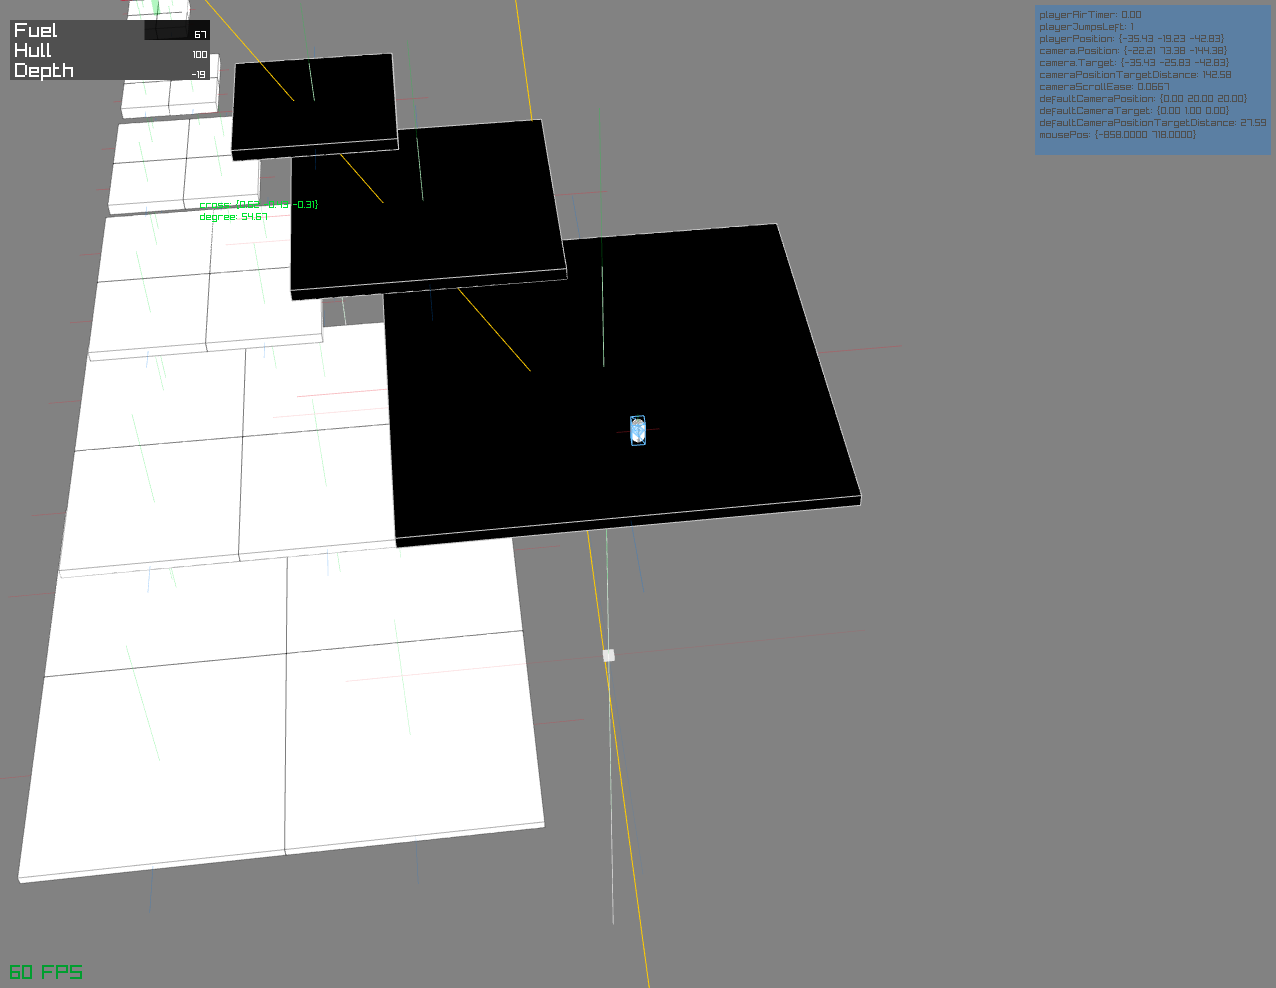 Fuel 67
Hull 100
Depth -19
playerAirTimer: 0.00
playerJumpsLeft: 1
playerPosition: {-35.43 -19.23 -42.83}
camera.Position: {-22.21 73.38 -144.38}
camera.Target: {-35.43 -25.83 -42.83}
cameraPositionTargetDistance: 142.58
cameraScrollEase: 0.0667
defaultCameraPosition: {0.00 20.00 20.00}
defaultCameraTarget: {0.00 1.00 0.00}
defaultCameraPositionTargetDistance: 27.59
mousePos: {-858.0000 718.0000}
cross: -0.31}
degree: 54.67
60 FPS